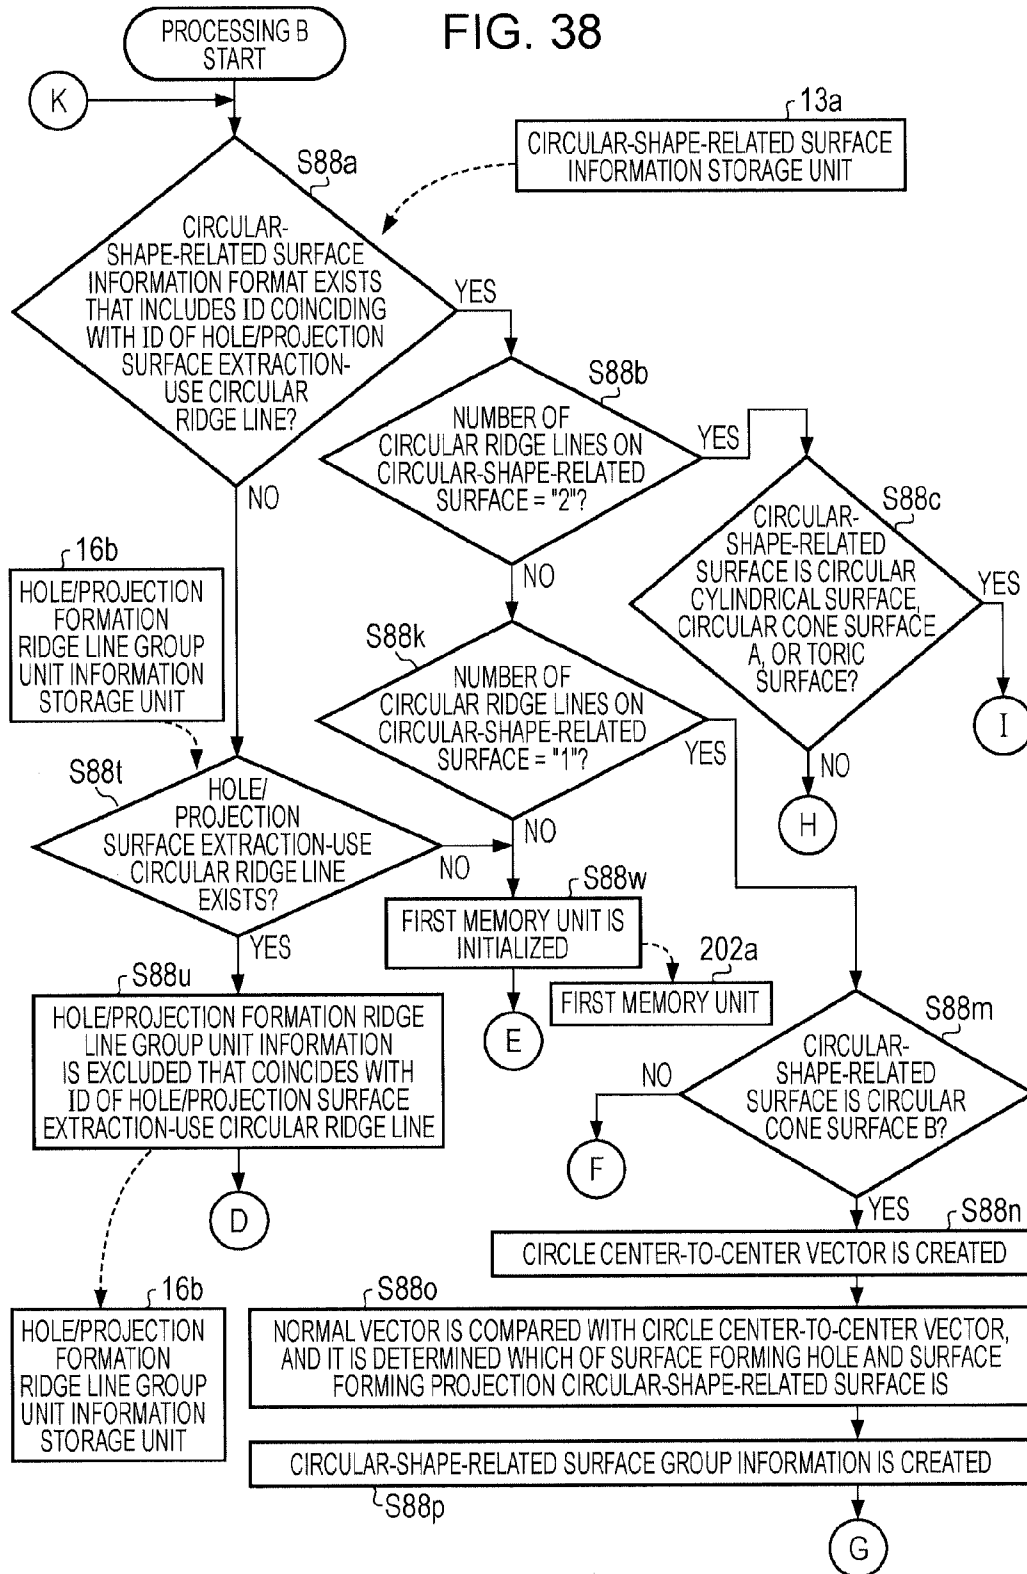 FIG. 38
PROCESSING B
START
K
13a
CIRCULAR-SHAPE-RELATED SURFACE
INFORMATION STORAGE UNIT
S88a
CIRCULAR-
SHAPE-RELATED SURFACE
INFORMATION FORMAT EXISTS
THAT INCLUDES ID COINCIDING
WITH ID OF HOLE/PROJECTION
SURFACE EXTRACTION-
USE CIRCULAR
RIDGE LINE?
YES
NO
S88b
NUMBER OF
CIRCULAR RIDGE LINES ON
CIRCULAR-SHAPE-RELATED
SURFACE = "2"?
YES
NO
S88c
CIRCULAR-
SHAPE-RELATED
SURFACE IS CIRCULAR
CYLINDRICAL SURFACE,
CIRCULAR CONE SURFACE
A, OR TORIC
SURFACE?
YES
I
NO
H
16b
HOLE/PROJECTION
FORMATION
RIDGE LINE GROUP
UNIT INFORMATION
STORAGE UNIT
S88k
NUMBER OF
CIRCULAR RIDGE LINES ON
CIRCULAR-SHAPE-RELATED
SURFACE = "1"?
YES
NO
S88t
HOLE/
PROJECTION
SURFACE EXTRACTION-USE
CIRCULAR RIDGE LINE
EXISTS?
NO
YES
S88w
FIRST MEMORY UNIT IS
INITIALIZED
202a
FIRST MEMORY UNIT
E
S88u
HOLE/PROJECTION FORMATION RIDGE
LINE GROUP UNIT INFORMATION
IS EXCLUDED THAT COINCIDES WITH
ID OF HOLE/PROJECTION SURFACE
EXTRACTION-USE CIRCULAR RIDGE LINE
D
16b
HOLE/PROJECTION
FORMATION
RIDGE LINE GROUP
UNIT INFORMATION
STORAGE UNIT
S88m
CIRCULAR-
SHAPE-RELATED
SURFACE IS CIRCULAR
CONE SURFACE B?
NO
F
YES
S88n
CIRCLE CENTER-TO-CENTER VECTOR IS CREATED
S88o
NORMAL VECTOR IS COMPARED WITH CIRCLE CENTER-TO-CENTER VECTOR,
AND IT IS DETERMINED WHICH OF SURFACE FORMING HOLE AND SURFACE
FORMING PROJECTION CIRCULAR-SHAPE-RELATED SURFACE IS
CIRCULAR-SHAPE-RELATED SURFACE GROUP INFORMATION IS CREATED
S88p
G